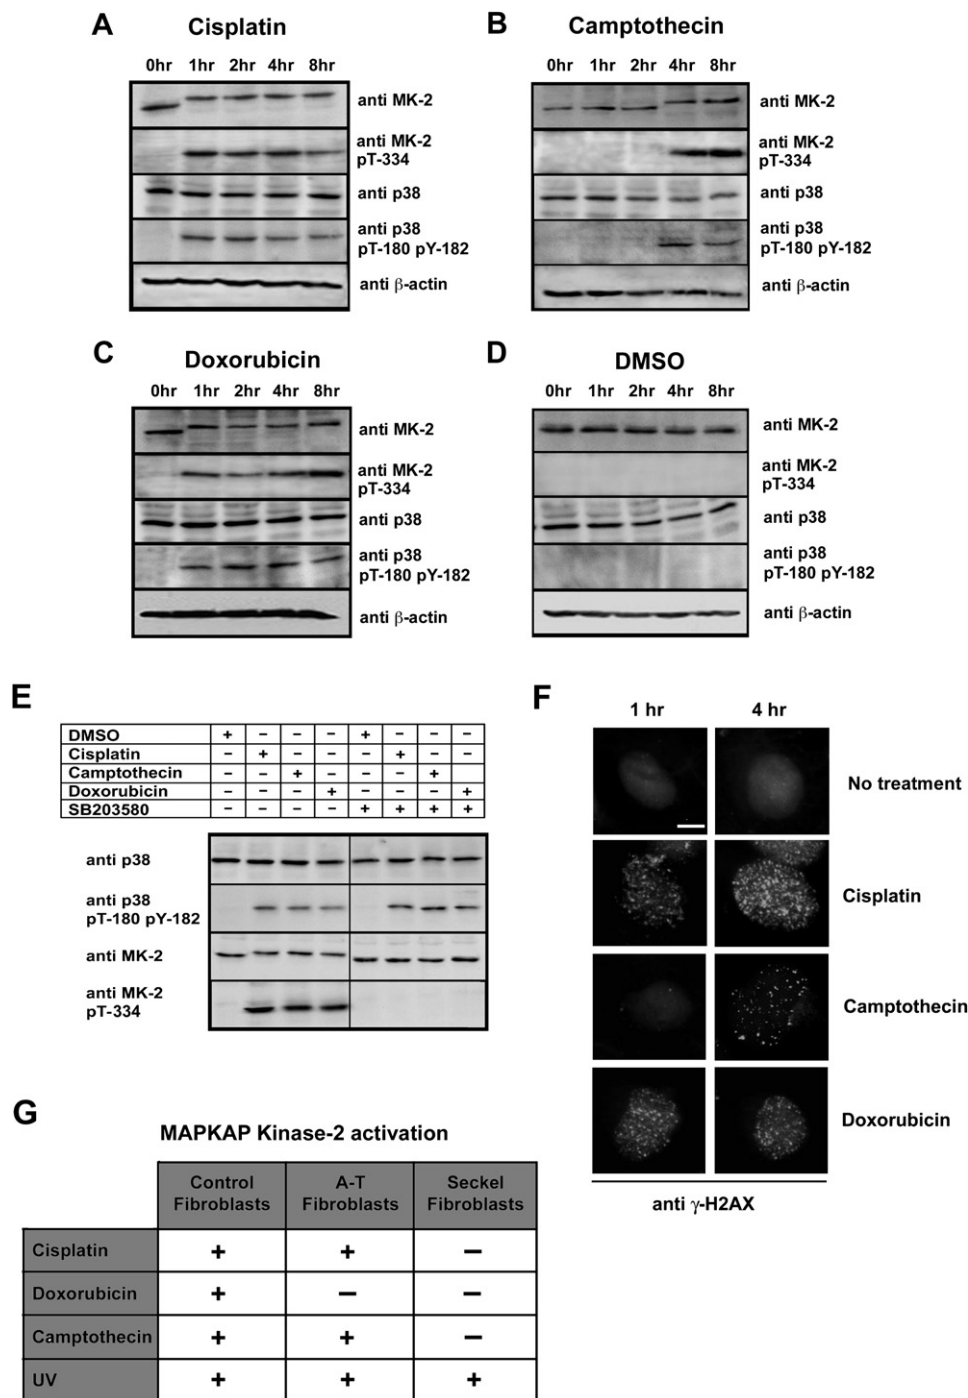 A
Cisplatin
0hr 1hr 2hr 4hr 8hr
anti MK-2
anti MK-2
pT-334
anti p38
anti p38
pT-180 pY-182
anti β-actin
B
Camptothecin
0hr 1hr 2hr 4hr 8hr
anti MK-2
anti MK-2
pT-334
anti p38
anti p38
pT-180 pY-182
anti β-actin
C
Doxorubicin
0hr 1hr 2hr 4hr 8hr
anti MK-2
anti MK-2
pT-334
anti p38
anti p38
pT-180 pY-182
anti β-actin
D
DMSO
0hr 1hr 2hr 4hr 8hr
anti MK-2
anti MK-2
pT-334
anti p38
anti p38
pT-180 pY-182
anti β-actin
E
DMSO + − − − + − − −
Cisplatin − + − − − + − −
Camptothecin − − + − − − +
Doxorubicin − − − + − − − +
SB203580 − − − − + + + +
anti p38
anti p38
pT-180 pY-182
anti MK-2
anti MK-2
pT-334
F
1 hr 4 hr
No treatment
Cisplatin
Camptothecin
Doxorubicin
anti γ-H2AX
G
MAPKAP Kinase-2 activation
Control Fibroblasts A-T Fibroblasts Seckel Fibroblasts
Cisplatin + + −
Doxorubicin + − −
Camptothecin + + −
UV + + +